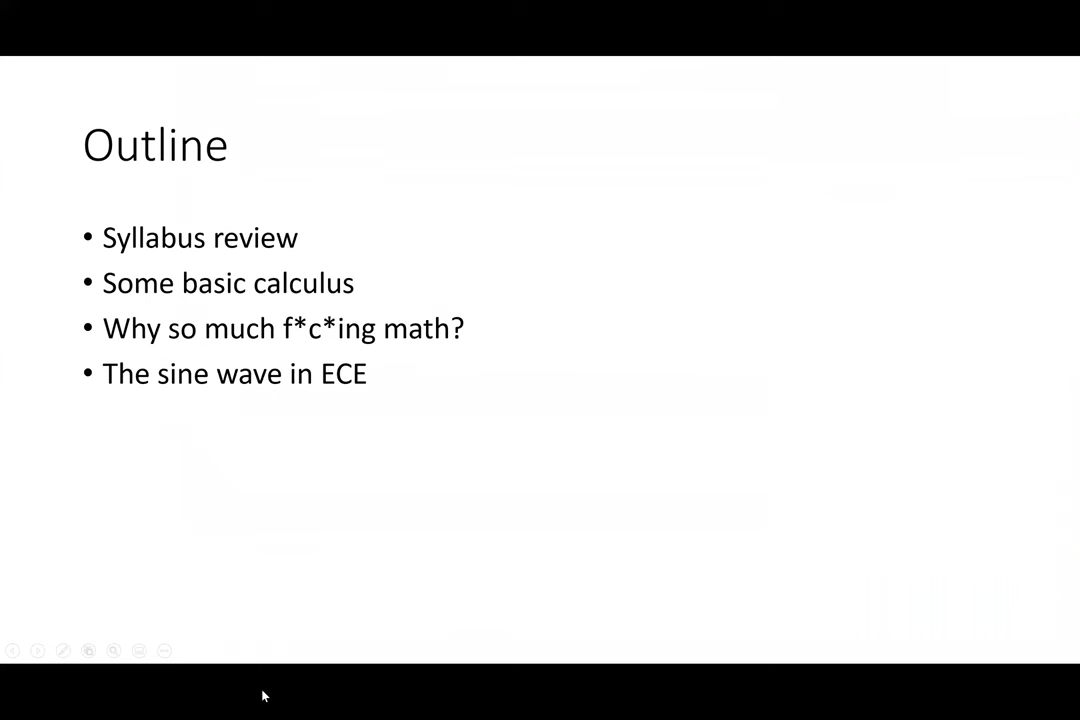 Outline
• Syllabus review
• Some basic calculus
• Why so much f*c*ing math?
• The sine wave in ECE